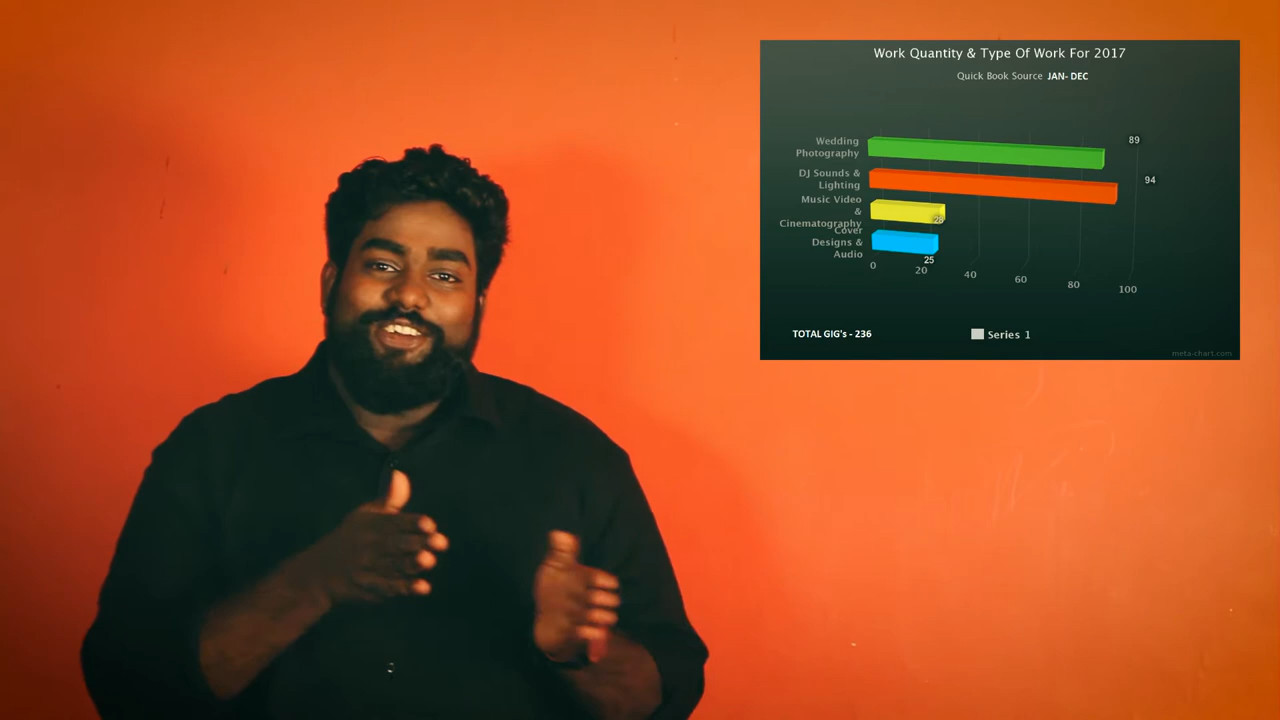 Work Quantity & Type Of Work For 2017
Quick Book Source JAN- DEC
Wedding
Photography
89
DJ Sounds &
Lighting
94
Music Video
&
Cinematography
28
Cover
Designs &
Audio
25
0
20
40
60
80
100
TOTAL GIG's - 236
Series 1
meta-chart.com